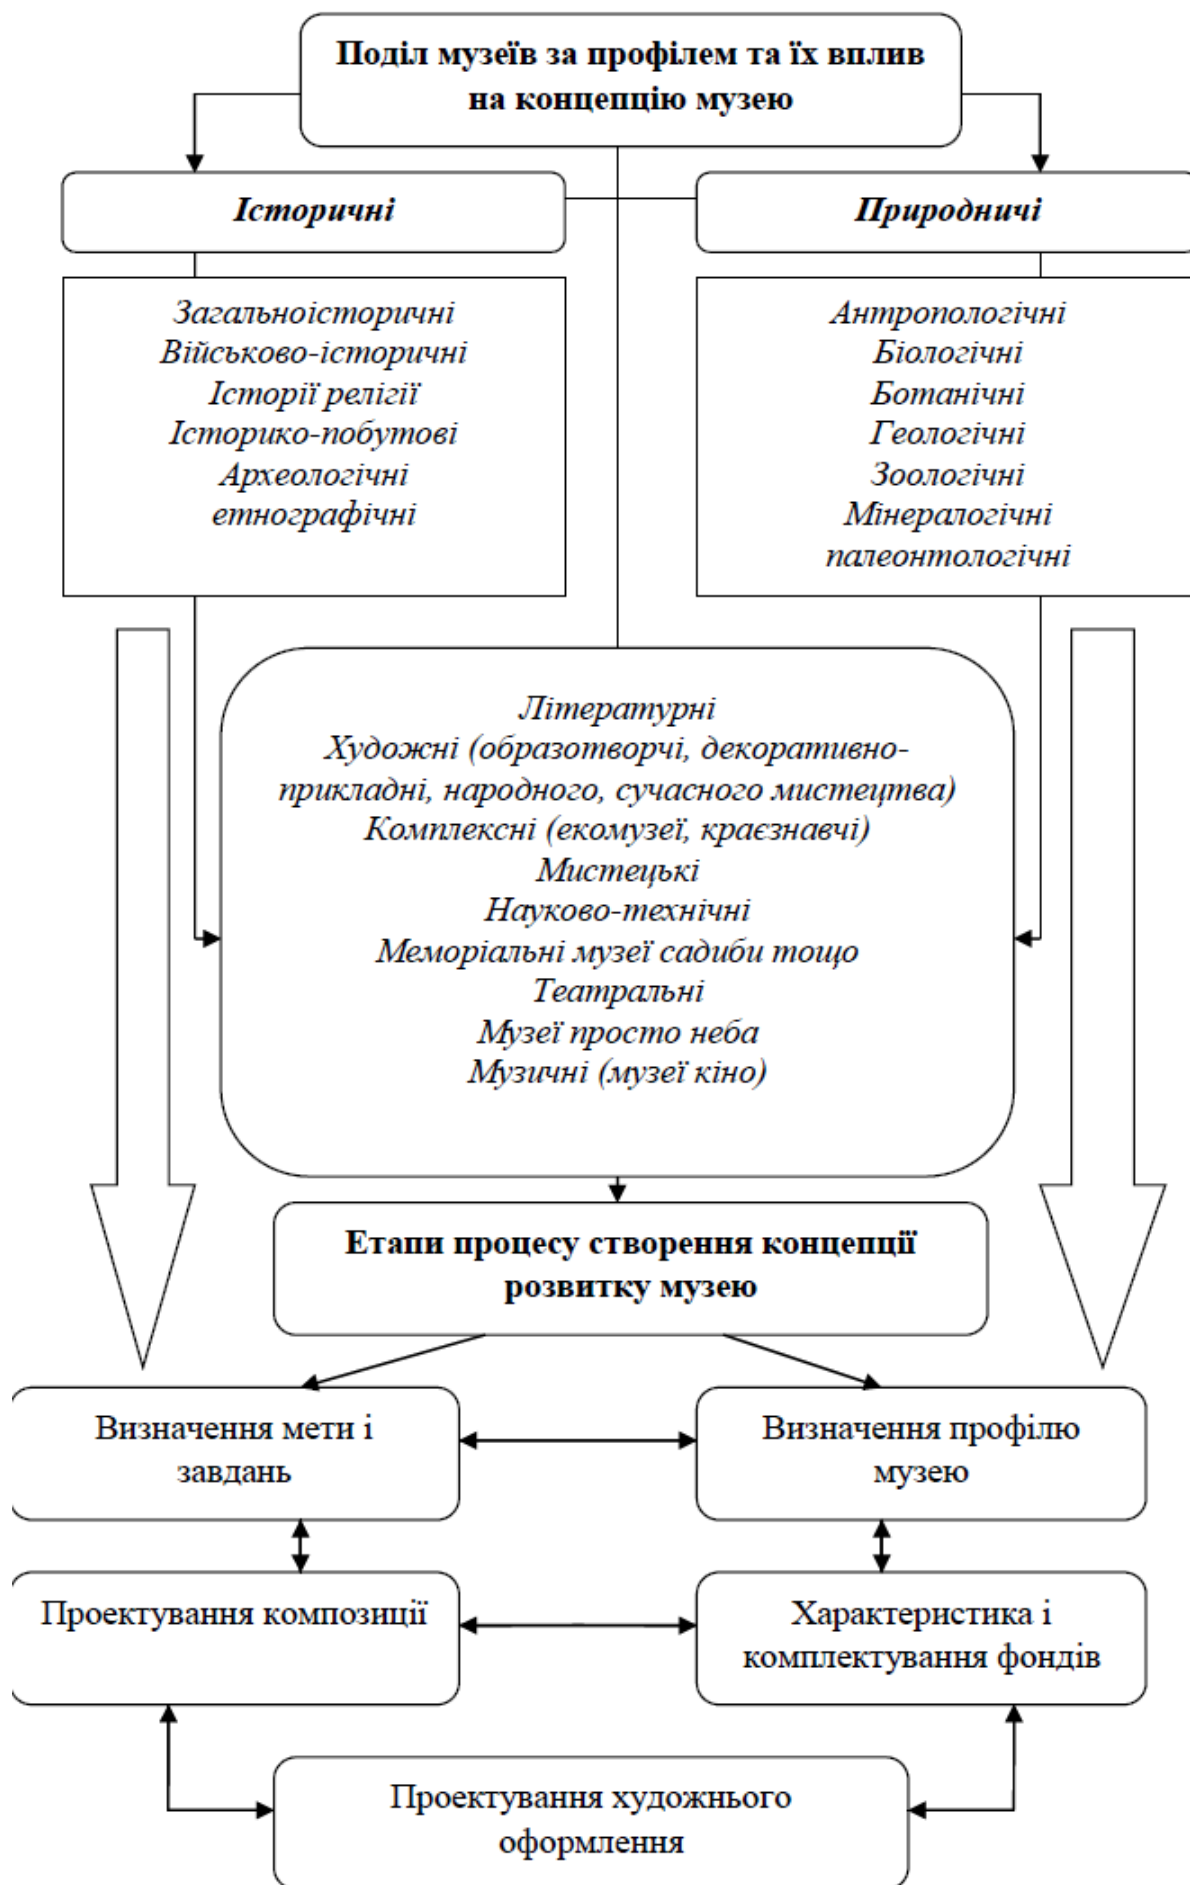 Поділ музеїв за профілем та їх вплив
на концепцію музею
Історичні
Природничі
Загальноісторичні
Військово-історичні
Історії релігії
Історико-побутові
Археологічні
етнографічні
Антропологічні
Біологічні
Ботанічні
Геологічні
Зоологічні
Мінералогічні
палеонтологічні
Літературні
Художні (образотворчі, декоративно-
прикладні, народного, сучасного мистецтва)
Комплексні (екомузеї, краєзнавчі)
Мистецькі
Науково-технічні
Меморіальні музеї садиби тощо
Театральні
Музеї просто неба
Музичні (музеї кіно)
Етапи процесу створення концепції
розвитку музею
Визначення мети і
завдань
Визначення профілю
музею
Проектування композиції
Характеристика і
комплектування фондів
Проектування художнього
оформлення